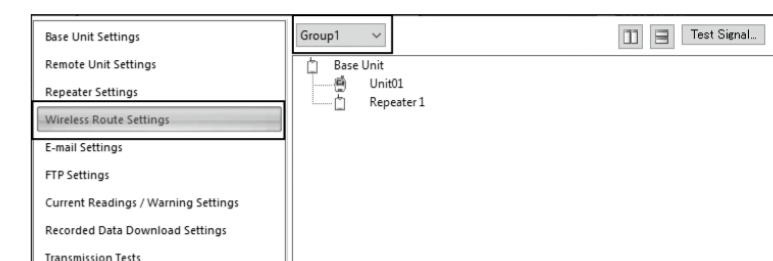 Base Unit Settings
Remote Unit Settings
Repeater Settings
Wireless Route Settings
E-mail Settings
FTP Settings
Current Readings / Warning Settings
Recorded Data Download Settings
Transmission Tests
Group1
Test Signal...
Base Unit
Unit01
Repeater 1